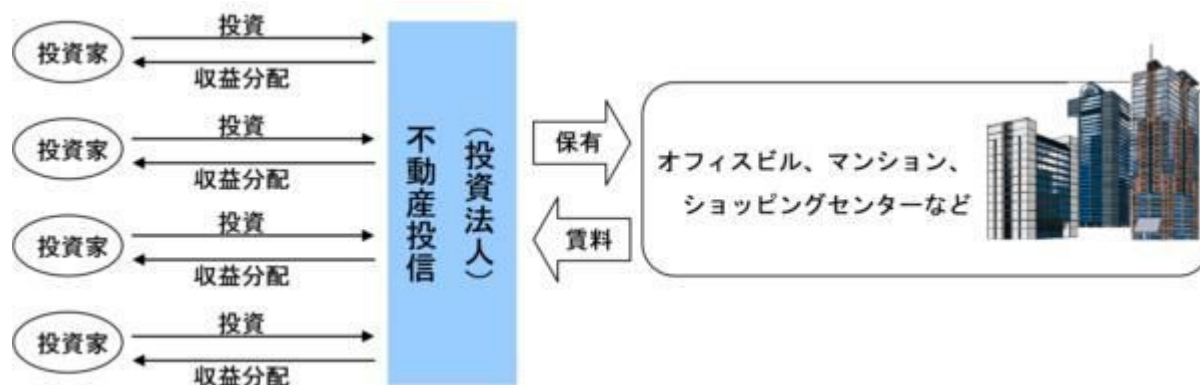 投資家
投資
収益分配
投資家
投資
収益分配
投資家
投資
収益分配
投資家
投資
収益分配
不動産投信
（投資法人）
保有
賃料
オフィスビル、マンション、
ショッピングセンターなど